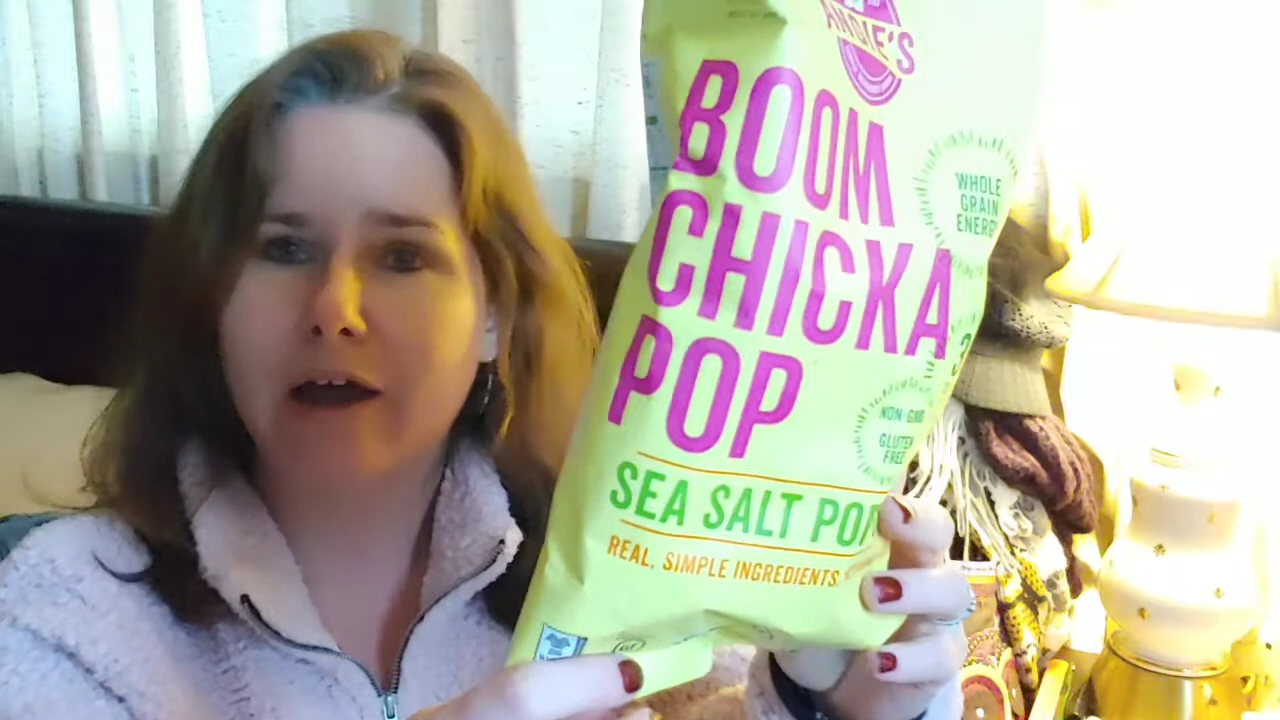 ANGIE'S
BOOM
CHICKA
POP
WHOLE
GRAIN
ENERGY
NON-GMO
GLUTEN
FREE
SEA SALT POP
REAL, SIMPLE INGREDIENTS